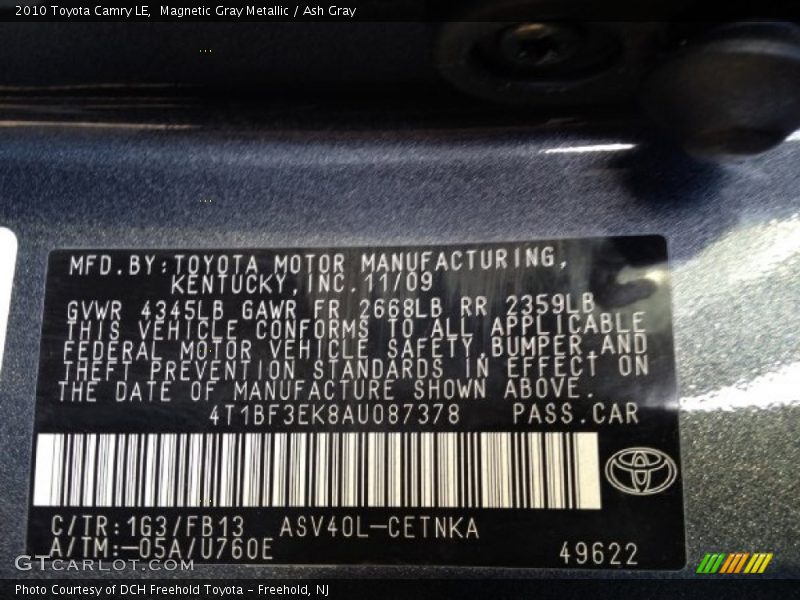 2010 Toyota Camry LE,  Magnetic Gray Metallic / Ash Gray
MFD.BY:TOYOTA MOTOR MANUFACTURING,
KENTUCKY,INC.11/09
GVWR 4345LB GAWR FR 2668LB RR 2359LB
THIS VEHICLE CONFORMS TO ALL APPLICABLE
FEDERAL MOTOR VEHICLE SAFETY,BUMPER,AND
THEFT PREVENTION STANDARDS IN EFFECT ON
THE DATE OF MANUFACTURE SHOWN ABOVE.
4T1BF3EK8AU087378 PASS.CAR
C/TR:1G3/FB13 ASV40L-CETNKA
A/TM:-05A/U760E 49622
GTCARLOT.COM
Photo Courtesy of DCH Freehold Toyota - Freehold, NJ